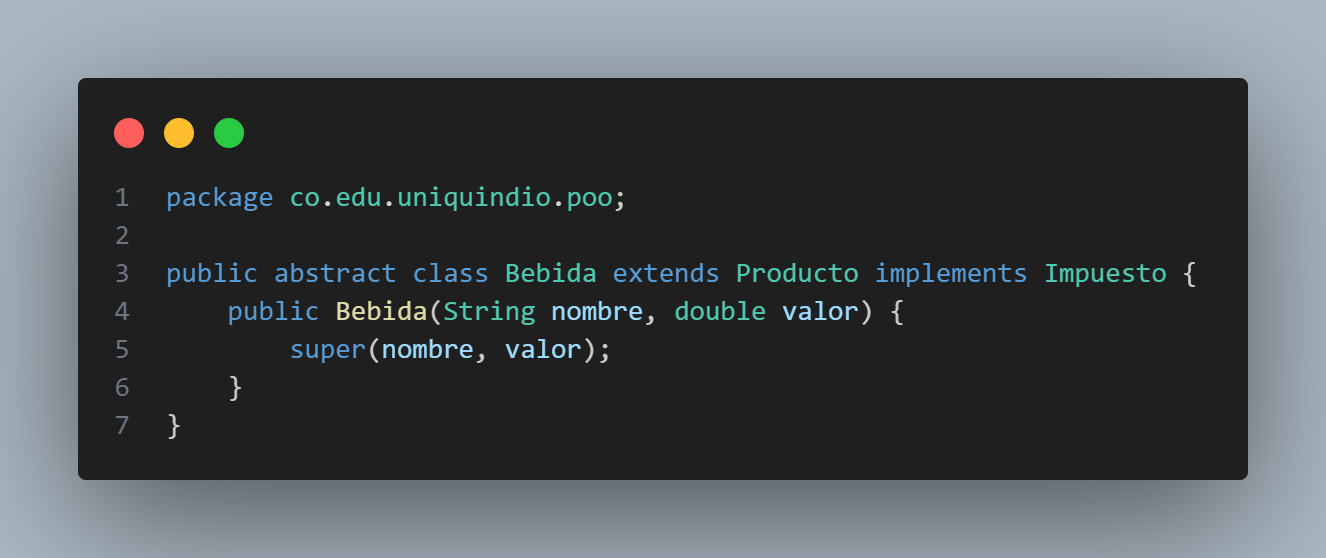 1 package co.edu.uniquindio.poo;
2
3 public abstract class Bebida extends Producto implements Impuesto {
4     public Bebida(String nombre, double valor) {
5         super(nombre, valor);
6     }
7 }